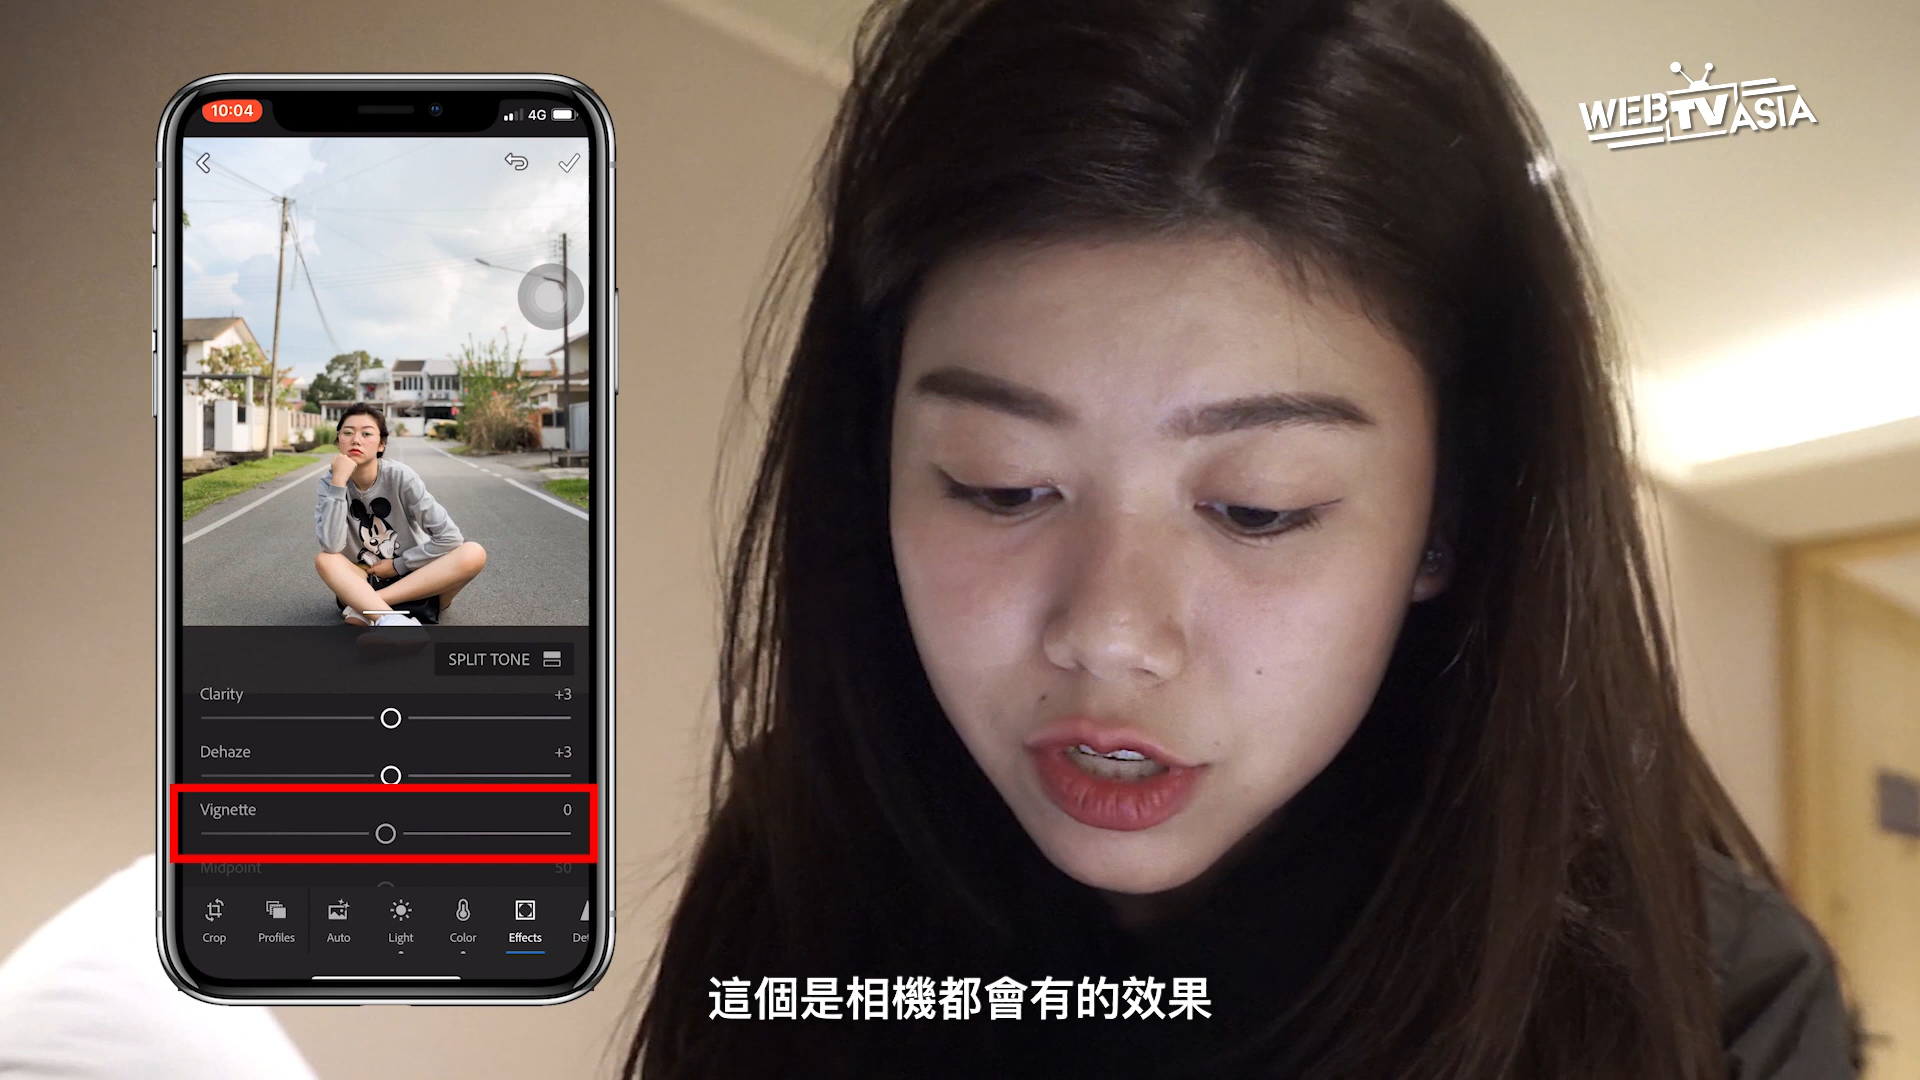 10:04
4G
WEBTVASIA
SPLIT TONE
Clarity +3
Dehaze +3
Vignette 0
Midpoint 50
Crop Profiles Auto Light Color Effects Det
這個是相機都會有的效果